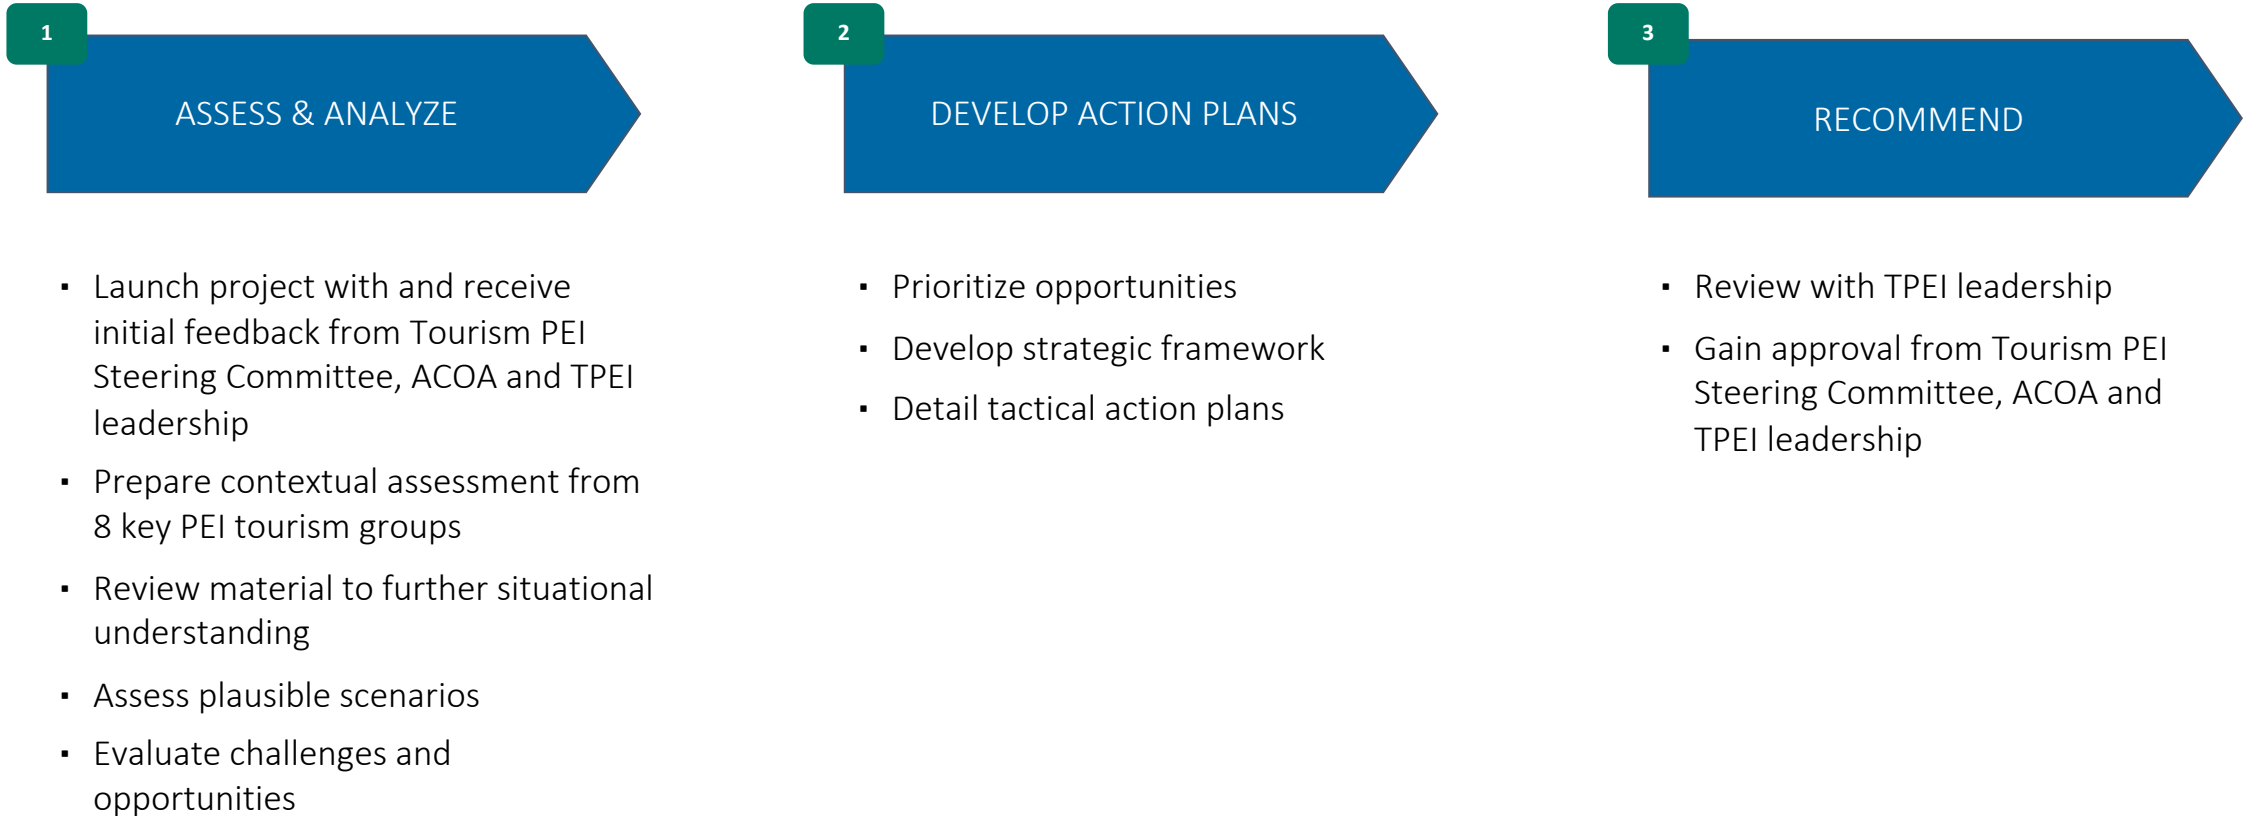 1
ASSESS & ANALYZE
▪ Launch project with and receive
initial feedback from Tourism PEI
Steering Committee, ACOA and TPEI
leadership
▪ Prepare contextual assessment from
8 key PEI tourism groups
▪ Review material to further situational
understanding
▪ Assess plausible scenarios
▪ Evaluate challenges and
opportunities
2
DEVELOP ACTION PLANS
▪ Prioritize opportunities
▪ Develop strategic framework
▪ Detail tactical action plans
3
RECOMMEND
▪ Review with TPEI leadership
▪ Gain approval from Tourism PEI
Steering Committee, ACOA and
TPEI leadership